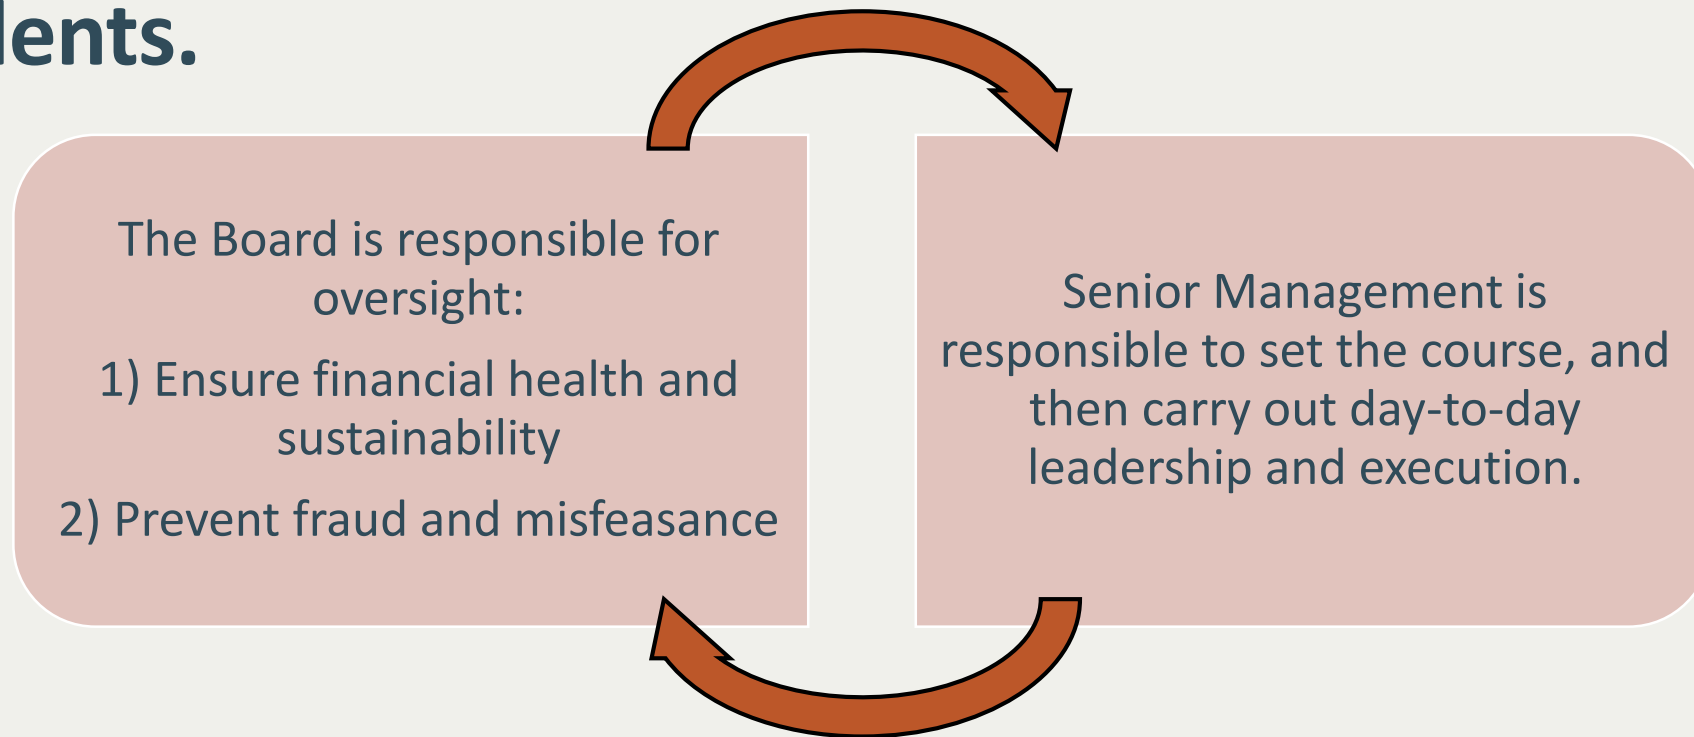 dents.
The Board is responsible for
oversight:
1) Ensure financial health and
sustainability
2) Prevent fraud and misfeasance
Senior Management is
responsible to set the course, and
then carry out day-to-day
leadership and execution.